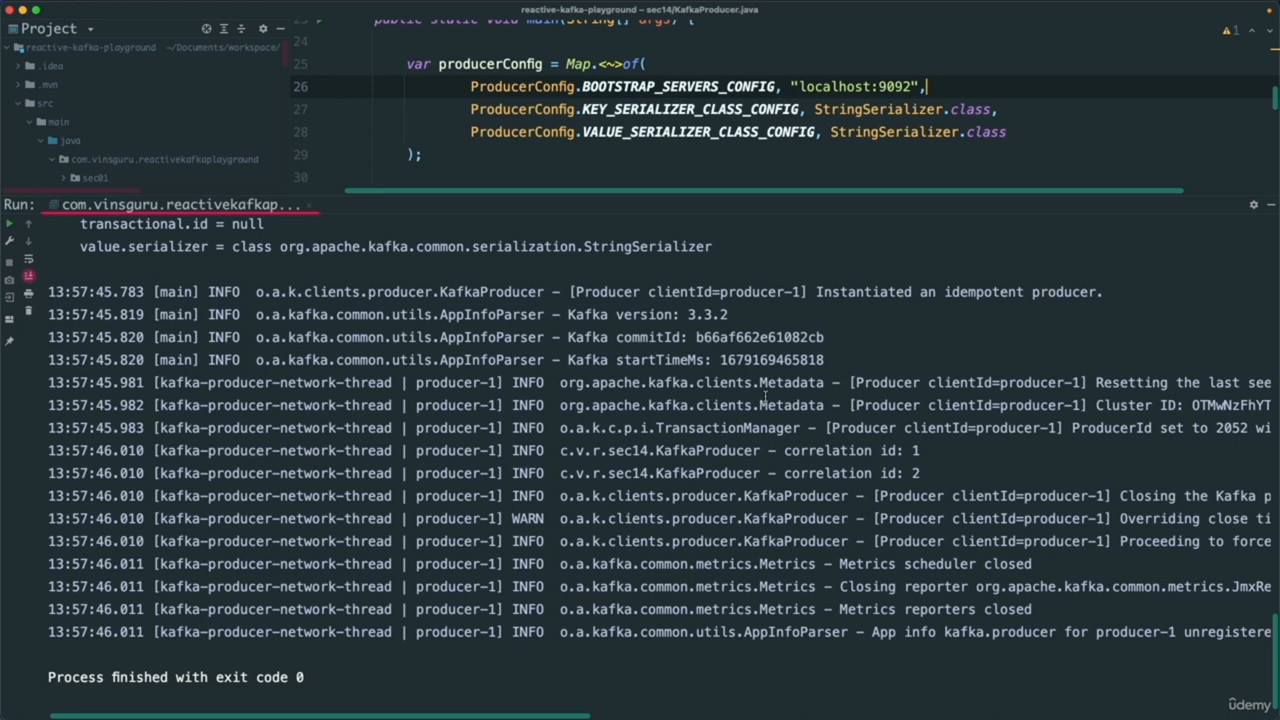 reactive-kafka-playground – sec14/KafkaProducer.java
Project
public static void main(String[] args) {
reactive-kafka-playground ~/Documents/workspace/
.idea
.mvn
src
main
java
com.vinsguru.reactivekafkaplayground
sec01
24
25 var producerConfig = Map.<~>of(
26 ProducerConfig.BOOTSTRAP_SERVERS_CONFIG, "localhost:9092",
27 ProducerConfig.KEY_SERIALIZER_CLASS_CONFIG, StringSerializer.class,
28 ProducerConfig.VALUE_SERIALIZER_CLASS_CONFIG, StringSerializer.class
29 );
30
1
Run: com.vinsguru.reactivekafkap...
transactional.id = null
value.serializer = class org.apache.kafka.common.serialization.StringSerializer
13:57:45.783 [main] INFO o.a.k.clients.producer.KafkaProducer – [Producer clientId=producer-1] Instantiated an idempotent producer.
13:57:45.819 [main] INFO o.a.kafka.common.utils.AppInfoParser – Kafka version: 3.3.2
13:57:45.820 [main] INFO o.a.kafka.common.utils.AppInfoParser – Kafka commitId: b66af662e61082cb
13:57:45.820 [main] INFO o.a.kafka.common.utils.AppInfoParser – Kafka startTimeMs: 1679169465818
13:57:45.981 [kafka-producer-network-thread | producer-1] INFO org.apache.kafka.clients.Metadata – [Producer clientId=producer-1] Resetting the last see
13:57:45.982 [kafka-producer-network-thread | producer-1] INFO org.apache.kafka.clients.Metadata – [Producer clientId=producer-1] Cluster ID: OTMwNzFhYT
13:57:45.983 [kafka-producer-network-thread | producer-1] INFO o.a.k.c.p.i.TransactionManager – [Producer clientId=producer-1] ProducerId set to 2052 wi
13:57:46.010 [kafka-producer-network-thread | producer-1] INFO c.v.r.sec14.KafkaProducer – correlation id: 1
13:57:46.010 [kafka-producer-network-thread | producer-1] INFO c.v.r.sec14.KafkaProducer – correlation id: 2
13:57:46.010 [kafka-producer-network-thread | producer-1] INFO o.a.k.clients.producer.KafkaProducer – [Producer clientId=producer-1] Closing the Kafka p
13:57:46.010 [kafka-producer-network-thread | producer-1] WARN o.a.k.clients.producer.KafkaProducer – [Producer clientId=producer-1] Overriding close ti
13:57:46.010 [kafka-producer-network-thread | producer-1] INFO o.a.k.clients.producer.KafkaProducer – [Producer clientId=producer-1] Proceeding to force
13:57:46.011 [kafka-producer-network-thread | producer-1] INFO o.a.kafka.common.metrics.Metrics – Metrics scheduler closed
13:57:46.011 [kafka-producer-network-thread | producer-1] INFO o.a.kafka.common.metrics.Metrics – Closing reporter org.apache.kafka.common.metrics.JmxRe
13:57:46.011 [kafka-producer-network-thread | producer-1] INFO o.a.kafka.common.metrics.Metrics – Metrics reporters closed
13:57:46.011 [kafka-producer-network-thread | producer-1] INFO o.a.kafka.common.utils.AppInfoParser – App info kafka.producer for producer-1 unregistere
Process finished with exit code 0
udemy